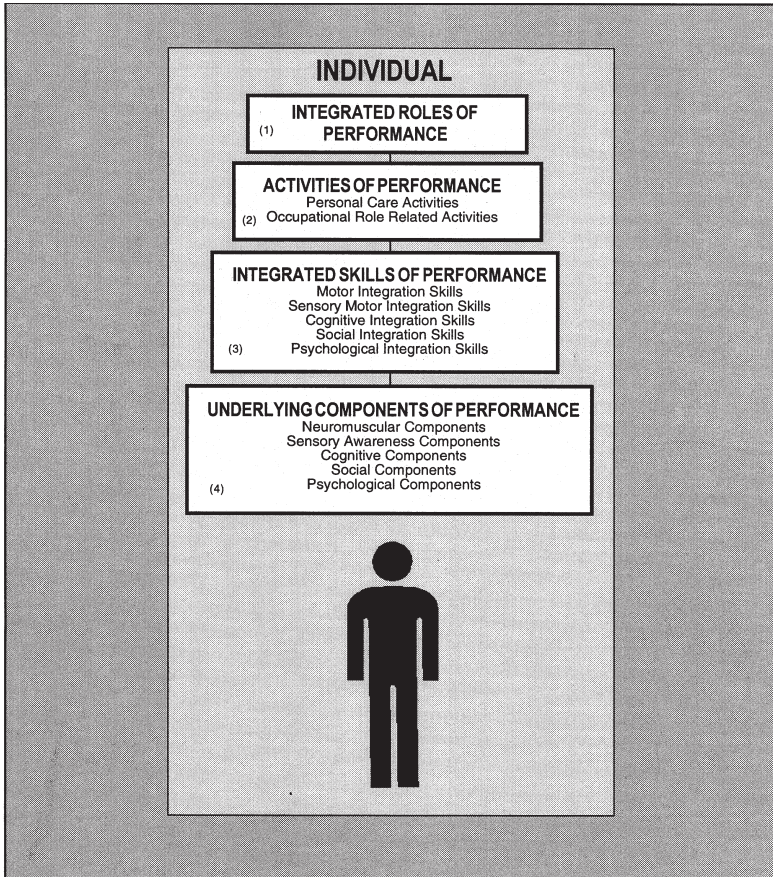 INDIVIDUAL
INTEGRATED ROLES OF
(1) PERFORMANCE
ACTIVITIES OF PERFORMANCE
Personal Care Activities
(2) Occupational Role Related Activities
INTEGRATED SKILLS OF PERFORMANCE
Motor Integration Skills
Sensory Motor Integration Skills
Cognitive Integration Skills
Social Integration Skills
(3) Psychological Integration Skills
UNDERLYING COMPONENTS OF PERFORMANCE
Neuromuscular Components
Sensory Awareness Components
Cognitive Components
Social Components
(4) Psychological Components